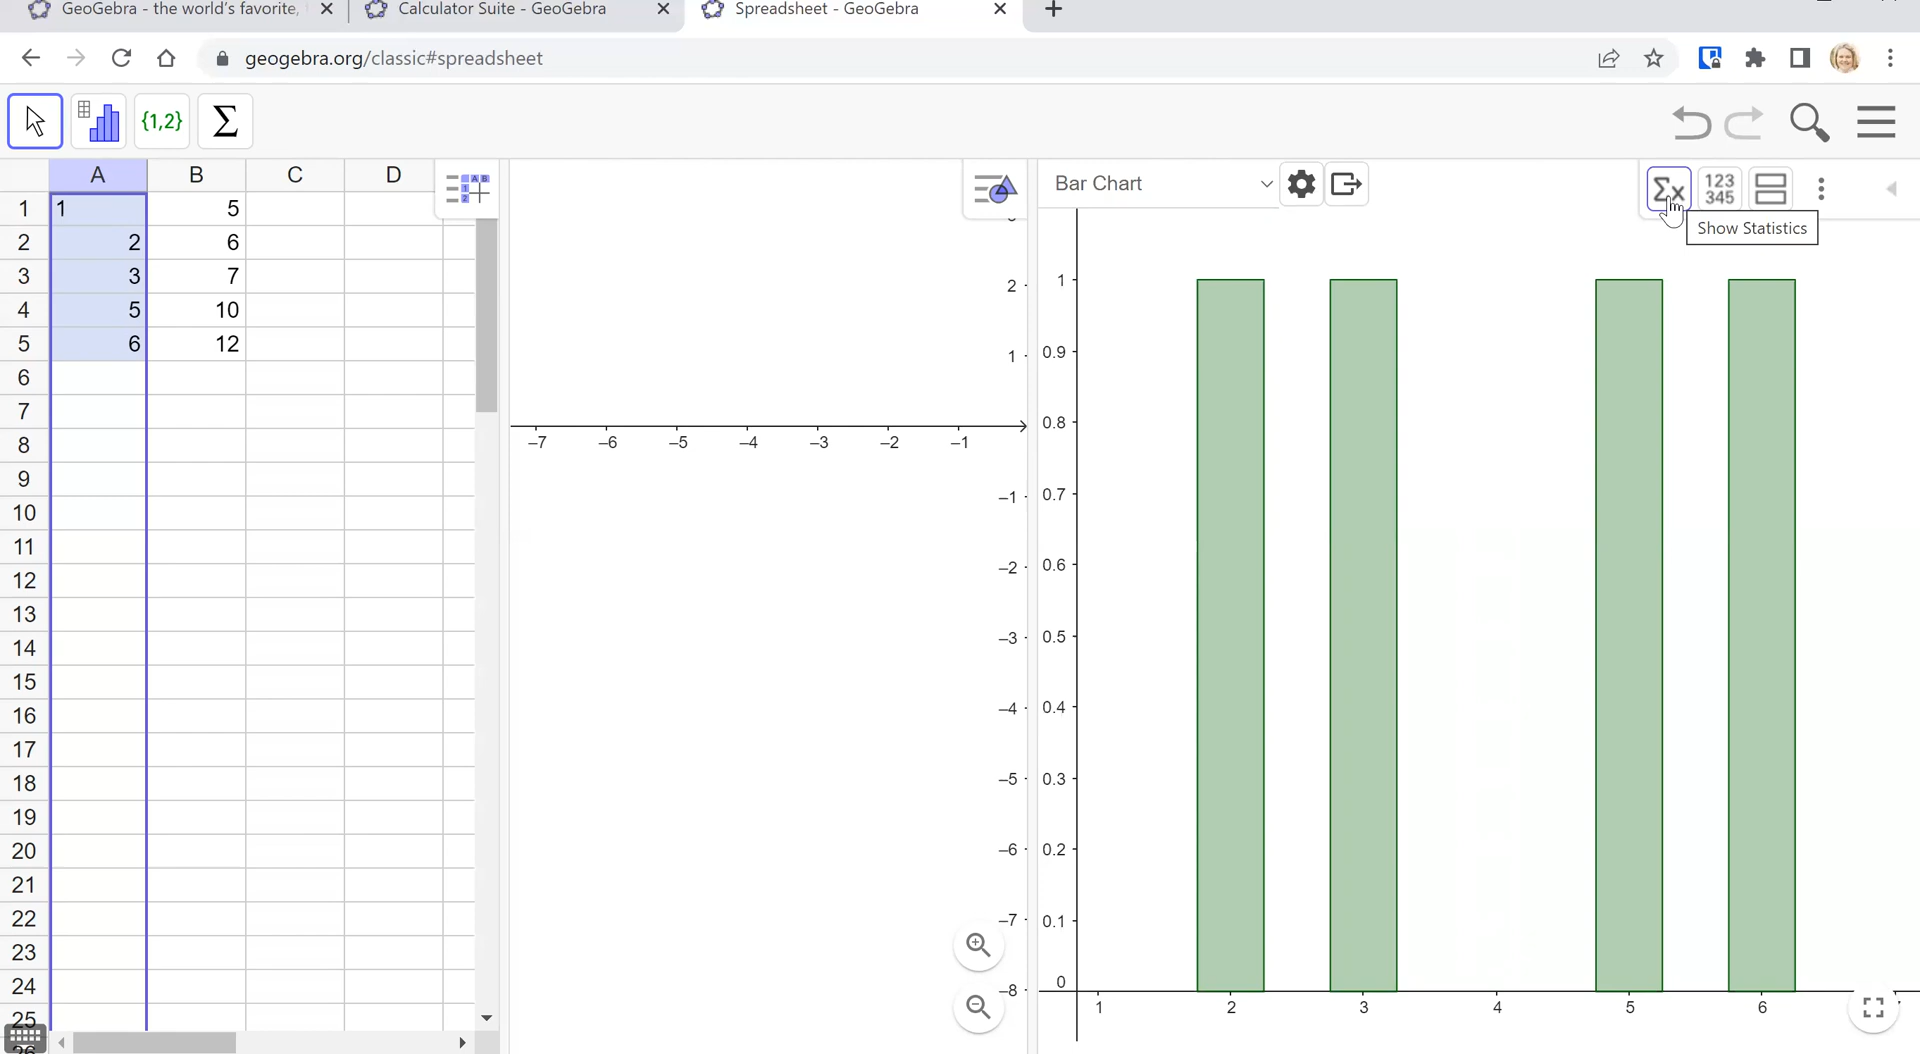 GeoGebra - the world's favorite,
Calculator Suite - GeoGebra
Spreadsheet - GeoGebra
geogebra.org/classic#spreadsheet
{1,2}
Σ
A B C D
1 1 5
2 2 6
3 3 7
4 5 10
5 6 12
6
7
8
9
10
11
12
13
14
15
16
17
18
19
20
21
22
23
24
25
26
2
1
–7 –6 –5 –4 –3 –2 –1
–1
–2
–3
–4
–5
–6
–7
–8
Bar Chart
Σx
123
345
Show Statistics
1
0.9
0.8
0.7
0.6
0.5
0.4
0.3
0.2
0.1
0
1 2 3 4 5 6